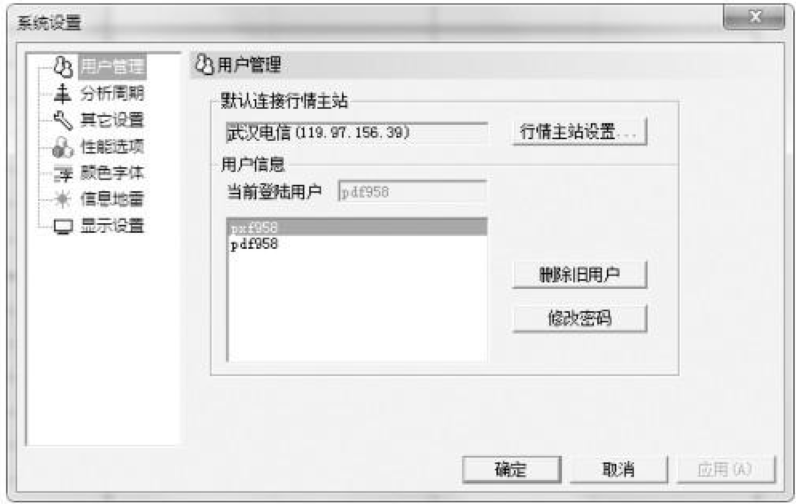 系统设置
用户管理
分析周期
其它设置
性能选项
颜色字体
信息地雷
显示设置
用户管理
默认连接行情主站
武汉电信(119.97.156.39)
行情主站设置...
用户信息
当前登陆用户 pdf958
pxf958
pdf958
删除旧用户
修改密码
确定 取消 应用(A)